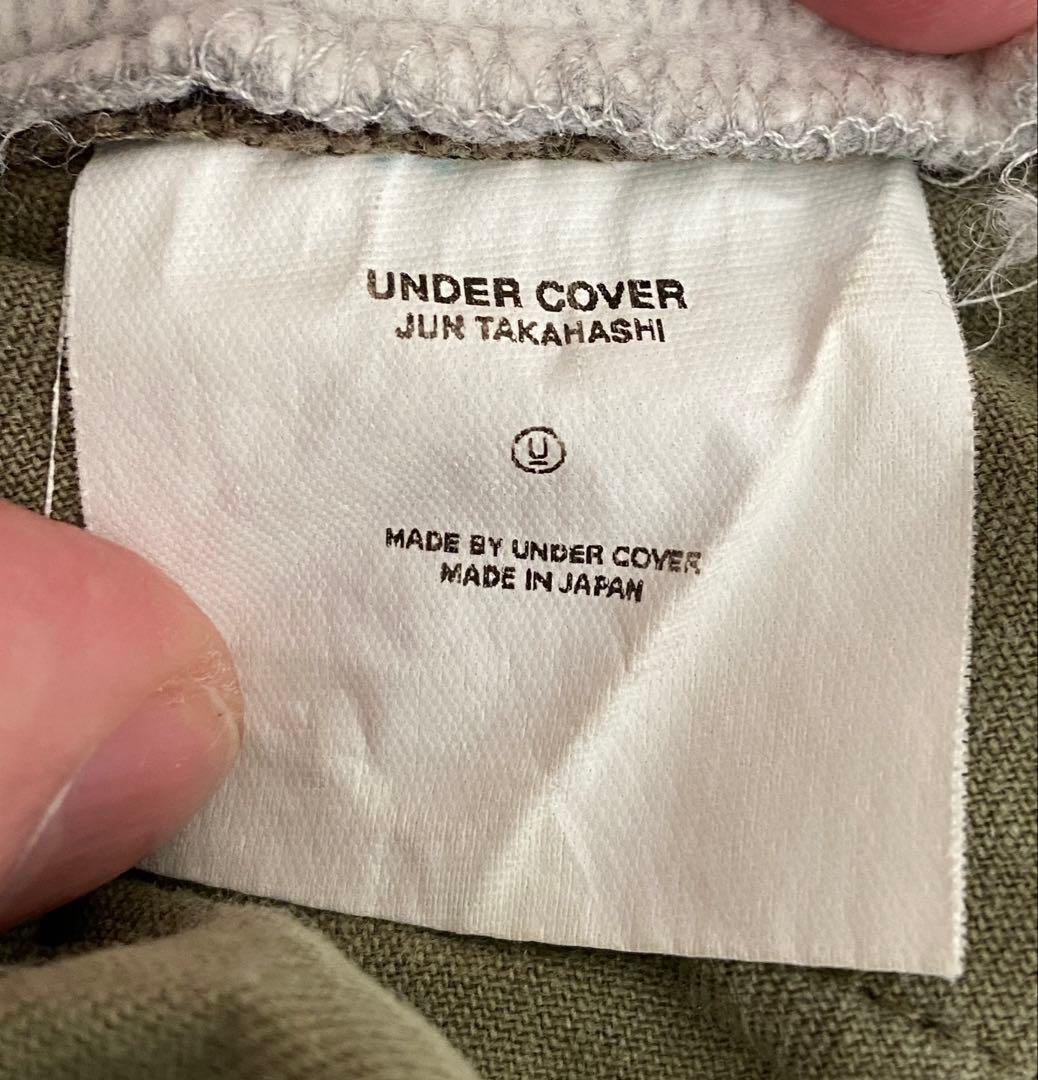 UNDER COVER
JUN TAKAHASHI
U
MADE BY UNDER COVER
MADE IN JAPAN